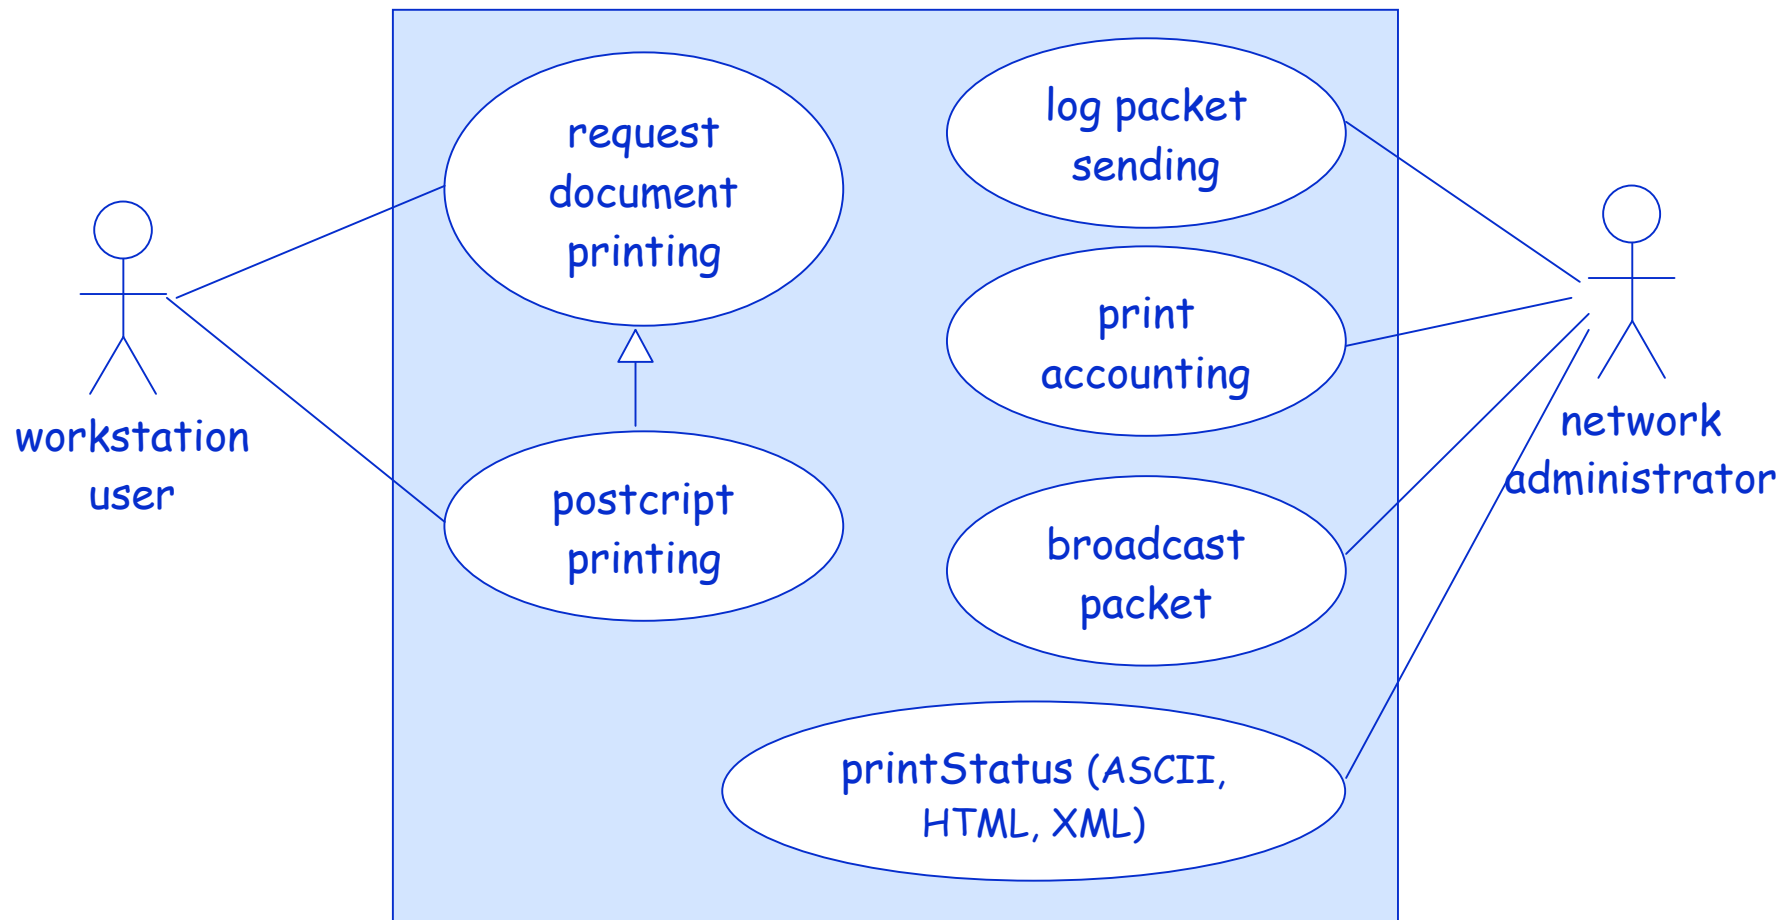 request
document
printing
log packet
sending
print
accounting
workstation
user
network
administrator
postcript
printing
broadcast
packet
printStatus (ASCII,
HTML, XML)